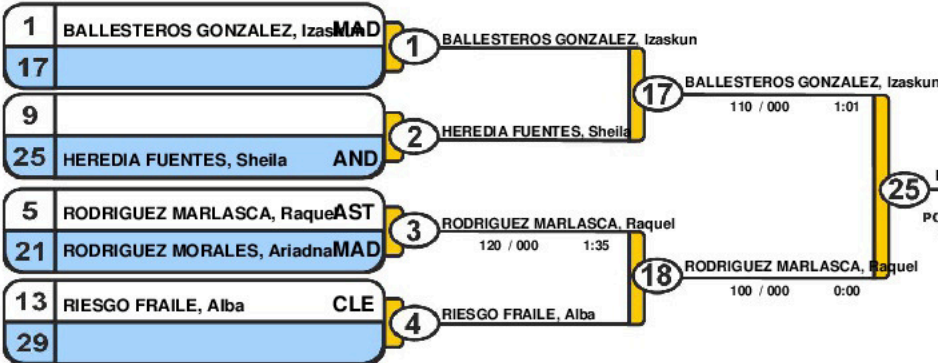 1 BALLESTEROS GONZALEZ, Izaskun MAD
17
1
BALLESTEROS GONZALEZ, Izaskun
9
25 HEREDIA FUENTES, Sheila AND
2
HEREDIA FUENTES, Sheila
17
BALLESTEROS GONZALEZ, Izaskun
110 / 000 1:01
5 RODRIGUEZ MARLASCA, Raquel AST
21 RODRIGUEZ MORALES, Ariadna MAD
3
RODRIGUEZ MARLASCA, Raquel
120 / 000 1:35
13 RIESGO FRAILE, Alba CLE
29
4
RIESGO FRAILE, Alba
18
RODRIGUEZ MARLASCA, Raquel
100 / 000 0:00
25